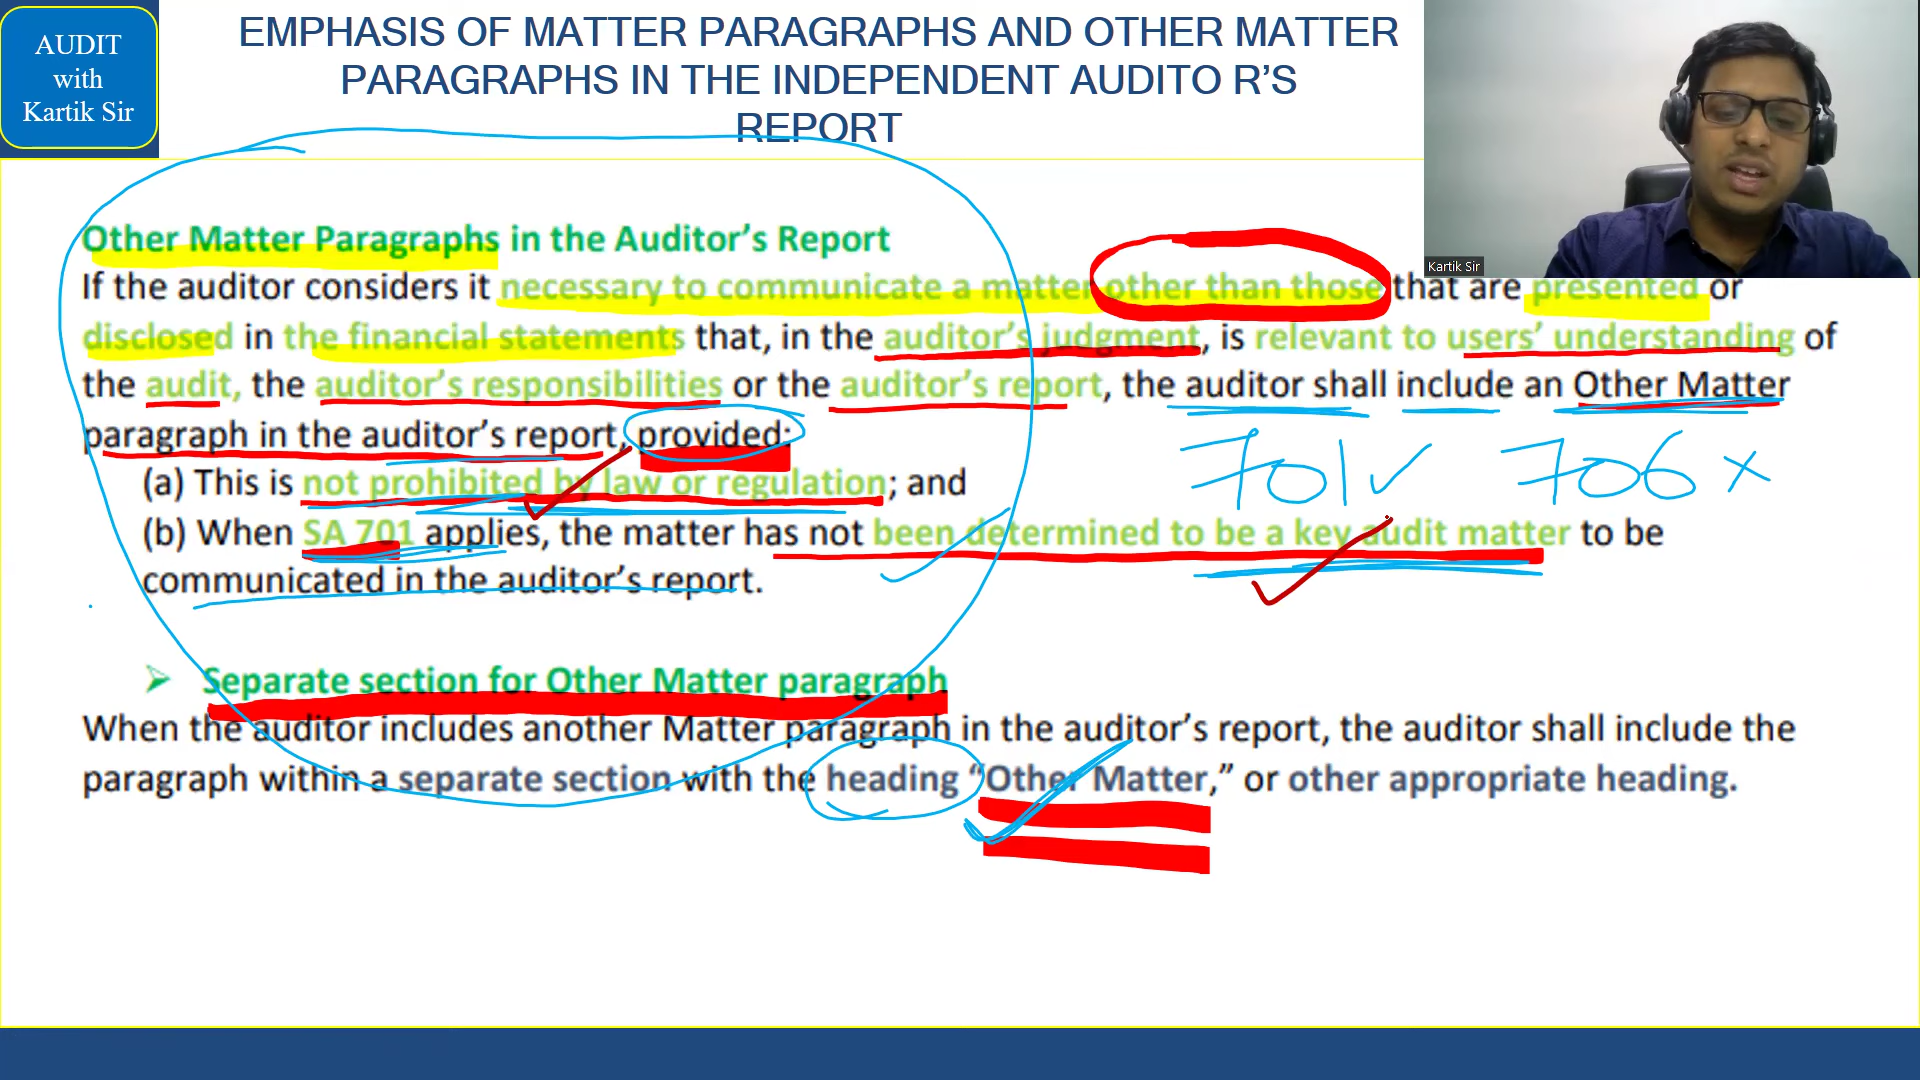 AUDIT
with
Kartik Sir
EMPHASIS OF MATTER PARAGRAPHS AND OTHER MATTER
PARAGRAPHS IN THE INDEPENDENT AUDITO R’S
REPORT
Kartik Sir
Other Matter Paragraphs in the Auditor’s Report
If the auditor considers it necessary to communicate a matter other than those that are presented or
disclosed in the financial statements that, in the auditor’s judgment, is relevant to users’ understanding of
the audit, the auditor’s responsibilities or the auditor’s report, the auditor shall include an Other Matter
paragraph in the auditor’s report, provided:
701 ✓ 706 ×
(a) This is not prohibited by law or regulation; and
(b) When SA 701 applies, the matter has not been determined to be a key audit matter to be
communicated in the auditor’s report.
➢ Separate section for Other Matter paragraph
When the auditor includes another Matter paragraph in the auditor’s report, the auditor shall include the
paragraph within a separate section with the heading “Other Matter,” or other appropriate heading.